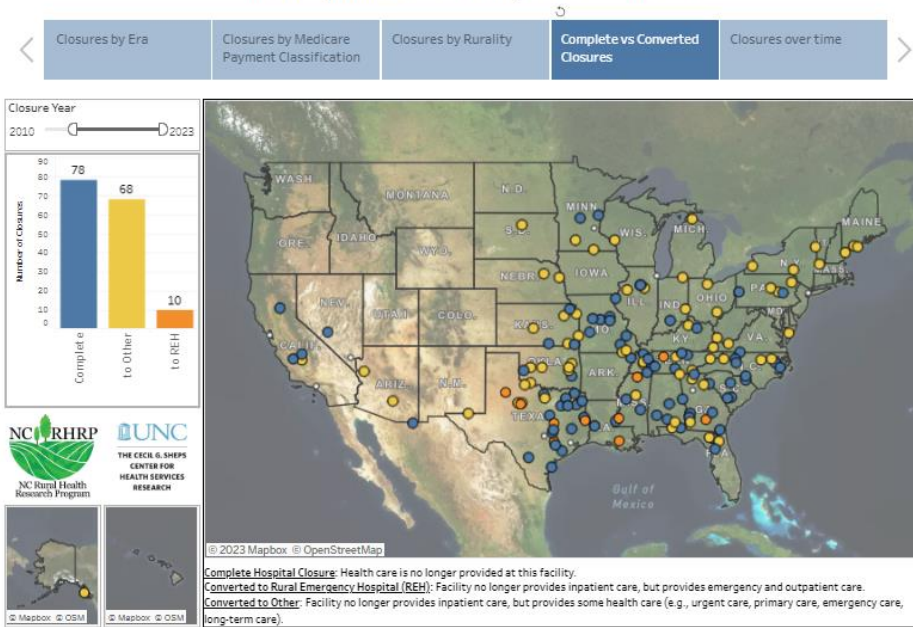 Closures by Era
Closures by Medicare
Payment Classification
Closures by Rurality
Complete vs Converted
Closures
Closures over time
Closure Year
2010
2023
Number of Closures
90
80
70
60
50
40
30
20
10
0
78
68
10
Complete
to Other
to REH
NC RHRP
NC Rural Health
Research Program
UNC
THE CECIL G. SHEPS
CENTER FOR
HEALTH SERVICES
RESEARCH
© Mapbox © OSM
© Mapbox © OSM
WASH.
MONTANA
N.D.
MINN.
MAINE
ORE.
IDAHO
WYO.
WIS.
MICH
NEBR.
IOWA
NEV.
UTAH
COLO.
ILL.
IND.
OHIO
PA.
N.Y.
MASS.
MD.
CALIF.
KANS.
MO.
KY.
VA.
ARIZ.
N.M.
OKLA.
ARK.
S.C.
TEXAS
GA.
LA.
FLA.
Gulf of
Mexico
© 2023 Mapbox © OpenStreetMap
Complete Hospital Closure: Health care is no longer provided at this facility.
Converted to Rural Emergency Hospital (REH): Facility no longer provides inpatient care, but provides emergency and outpatient care.
Converted to Other: Facility no longer provides inpatient care, but provides some health care (e.g., urgent care, primary care, emergency care,
long-term care).